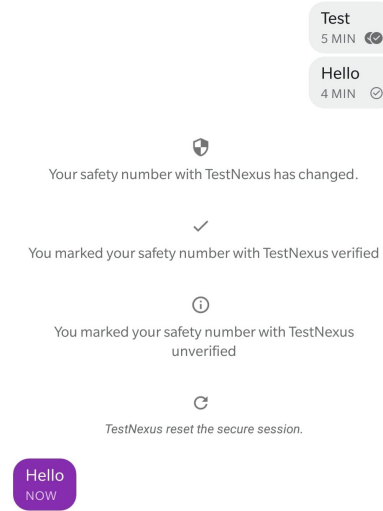 Test
5 MIN
Hello
4 MIN
Your safety number with TestNexus has changed.
You marked your safety number with TestNexus verified
You marked your safety number with TestNexus
unverified
TestNexus reset the secure session.
Hello
NOW